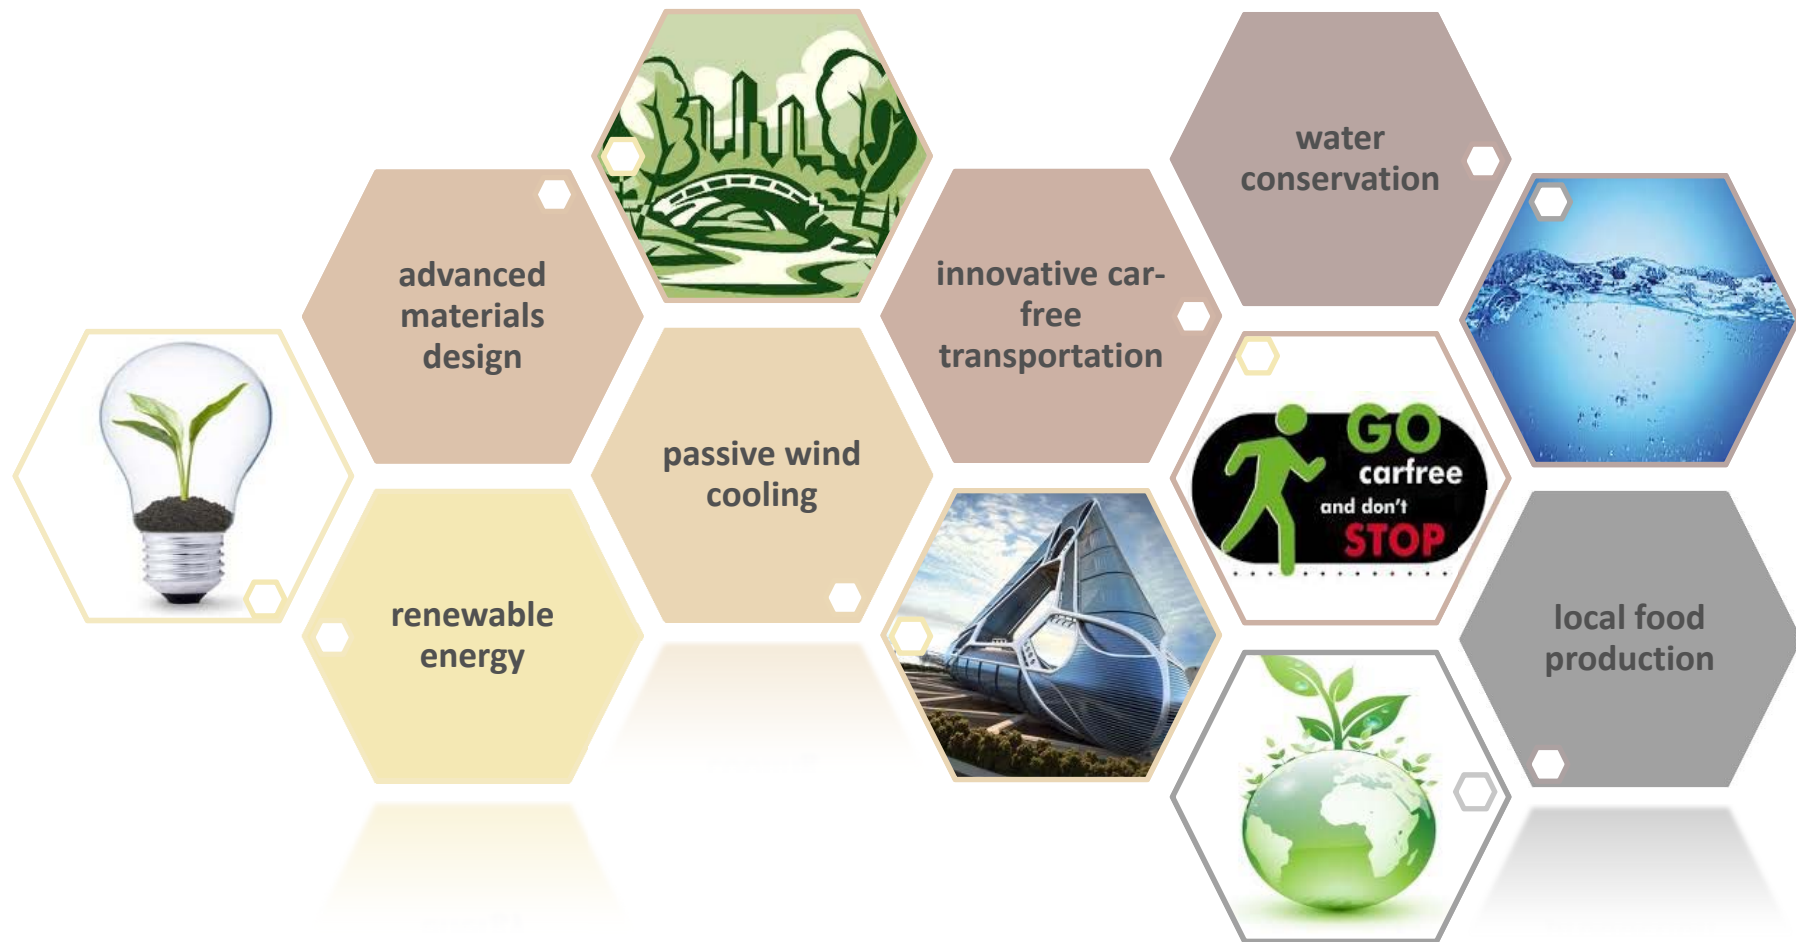 water
conservation
advanced
materials
design
innovative car-
free
transportation
passive wind
cooling
GO
carfree
and don't
STOP
renewable
energy
local food
production